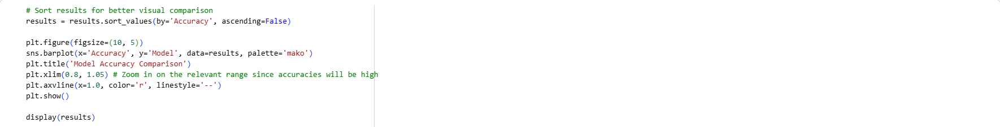 # Sort results for better visual comparison
results = results.sort_values(by='Accuracy', ascending=False)
plt.figure(figsize=(10, 5))
sns.barplot(x='Accuracy', y='Model', data=results, palette='mako')
plt.title('Model Accuracy Comparison')
plt.xlim(0.8, 1.05) # Zoom in on the relevant range since accuracies will be high
plt.axvline(x=1.0, color='r', linestyle='--')
plt.show()
display(results)